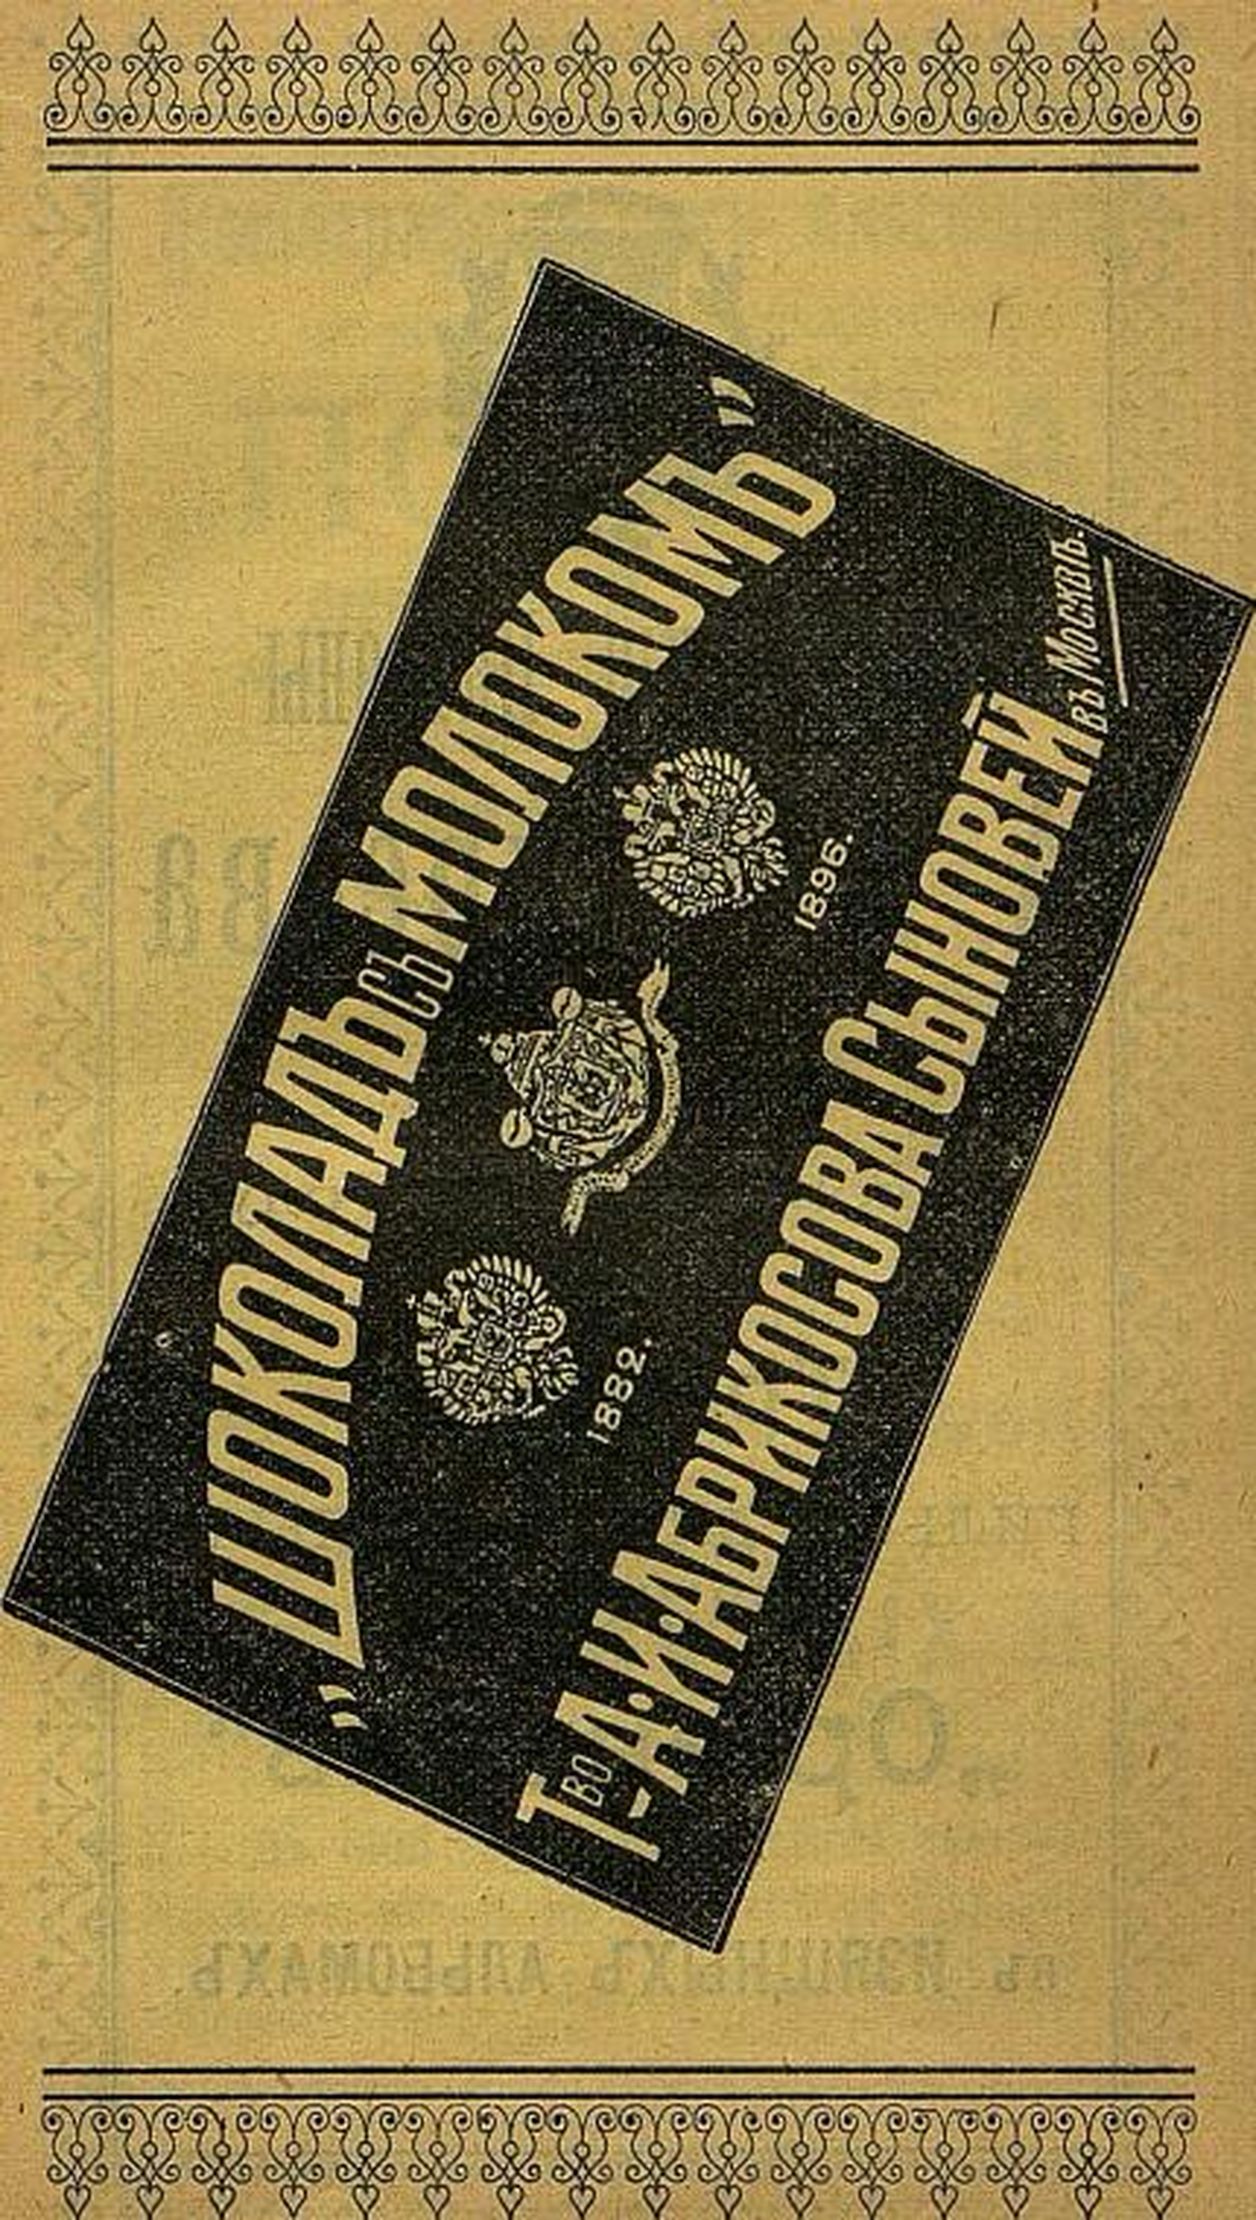 „ШОКОЛАДЪ СЪ МОЛОКОМЪ"
1882. 1896.
Т-ВО А. И. АБРИКОСОВА СЫНОВЕЙ
ВЪ МОСКВѢ.